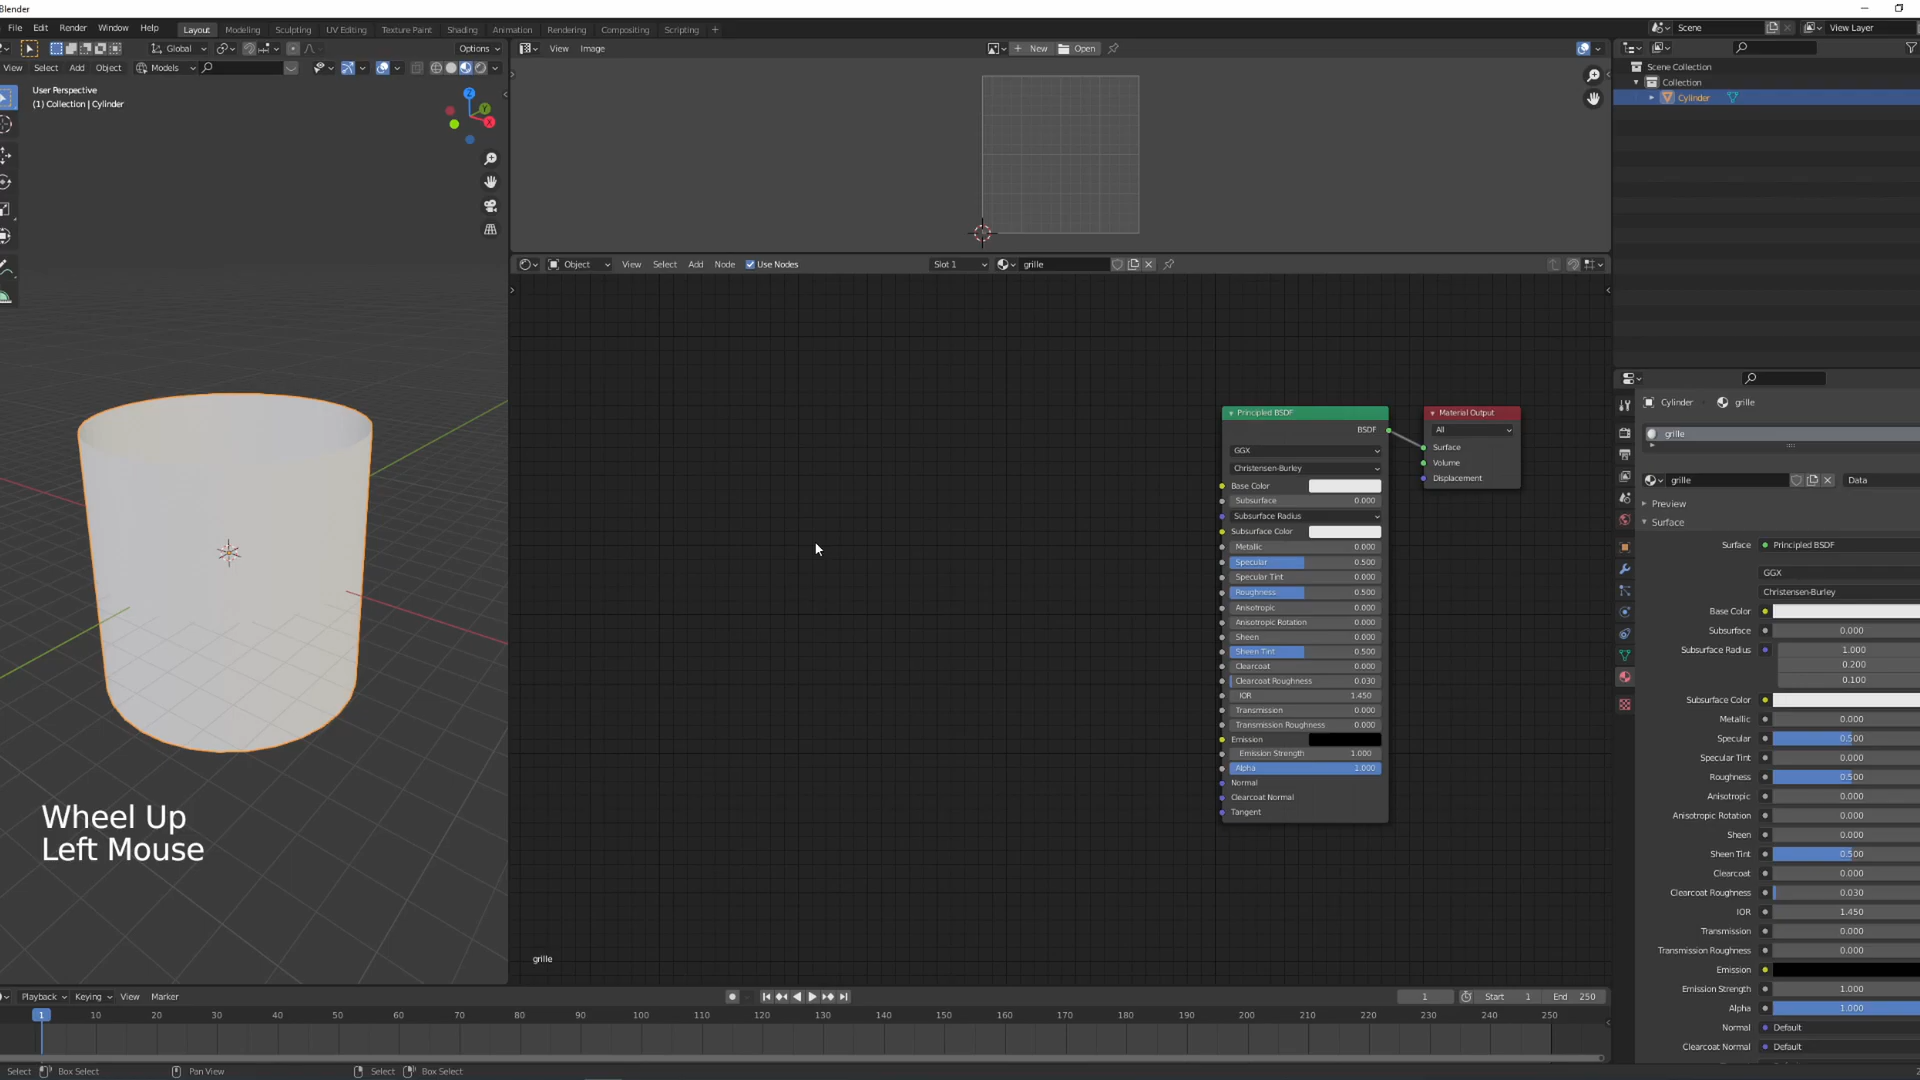 Blender
File Edit Render Window Help Layout Modeling Sculpting UV Editing Texture Paint Shading Animation Rendering Compositing Scripting + Scene View Layer
Global Options View Image New Open
View Select Add Object Models
User Perspective
(1) Collection | Cylinder
Z
Y
X
Scene Collection
Collection
Cylinder
Object View Select Add Node Use Nodes Slot 1 grille
Principled BSDF
BSDF
GGX
Christensen-Burley
Base Color
Subsurface 0.000
Subsurface Radius
Subsurface Color
Metallic 0.000
Specular 0.500
Specular Tint 0.000
Roughness 0.500
Anisotropic 0.000
Anisotropic Rotation 0.000
Sheen 0.000
Sheen Tint 0.500
Clearcoat 0.000
Clearcoat Roughness 0.030
IOR 1.450
Transmission 0.000
Transmission Roughness 0.000
Emission
Emission Strength 1.000
Alpha 1.000
Normal
Clearcoat Normal
Tangent
Material Output
All
Surface
Volume
Displacement
Cylinder grille
grille
grille Data
Preview
Surface
Surface Principled BSDF
GGX
Christensen-Burley
Base Color
Subsurface 0.000
Subsurface Radius 1.000
0.200
0.100
Subsurface Color
Metallic 0.000
Specular 0.500
Specular Tint 0.000
Roughness 0.500
Anisotropic 0.000
Anisotropic Rotation 0.000
Sheen 0.000
Sheen Tint 0.500
Clearcoat 0.000
Clearcoat Roughness 0.030
IOR 1.450
Transmission 0.000
Transmission Roughness 0.000
Emission
Emission Strength 1.000
Alpha 1.000
Normal Default
Clearcoat Normal Default
Wheel Up
Left Mouse
grille
Playback Keying View Marker 1 Start 1 End 250
1 10 20 30 40 50 60 70 80 90 100 110 120 130 140 150 160 170 180 190 200 210 220 230 240 250
Select Box Select Pan View Select Box Select